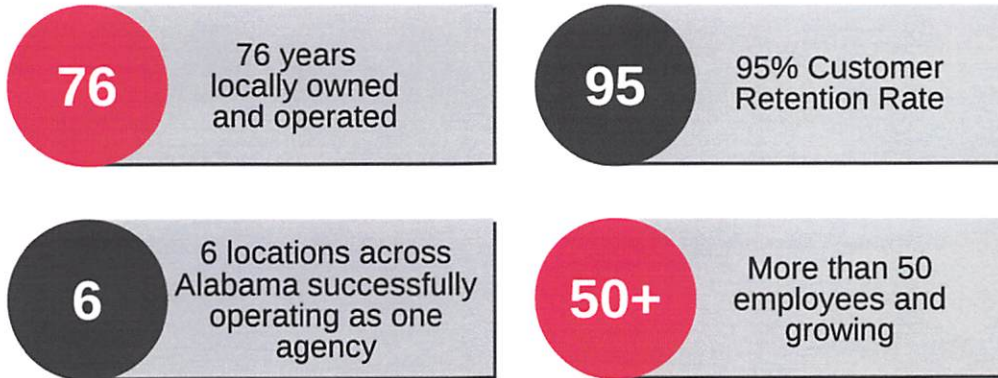 76
76 years
locally owned
and operated
95
95% Customer
Retention Rate
6
6 locations across
Alabama successfully
operating as one
agency
50+
More than 50
employees and
growing